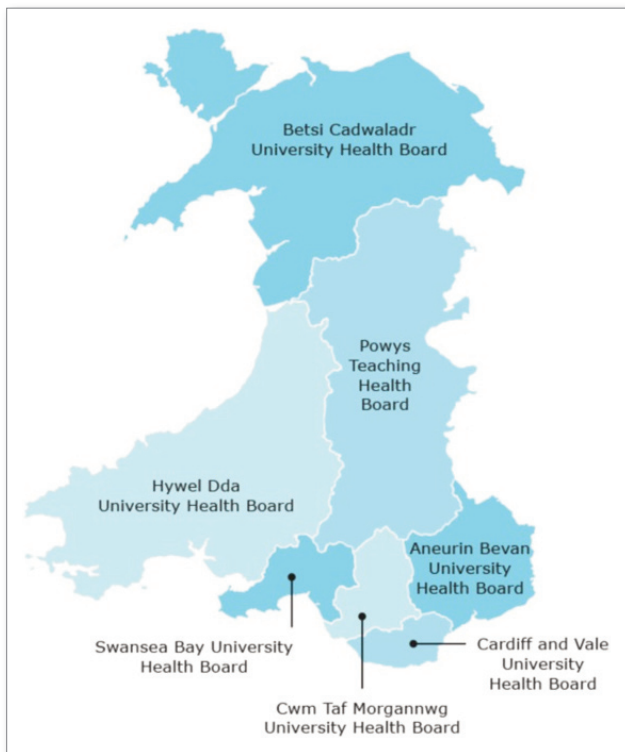 Betsi Cadwaladr
University Health Board
Powys
Teaching
Health
Board
Hywel Dda
University Health Board
Aneurin Bevan
University
Health Board
Swansea Bay University
Health Board
Cardiff and Vale
University
Health Board
Cwm Taf Morgannwg
University Health Board